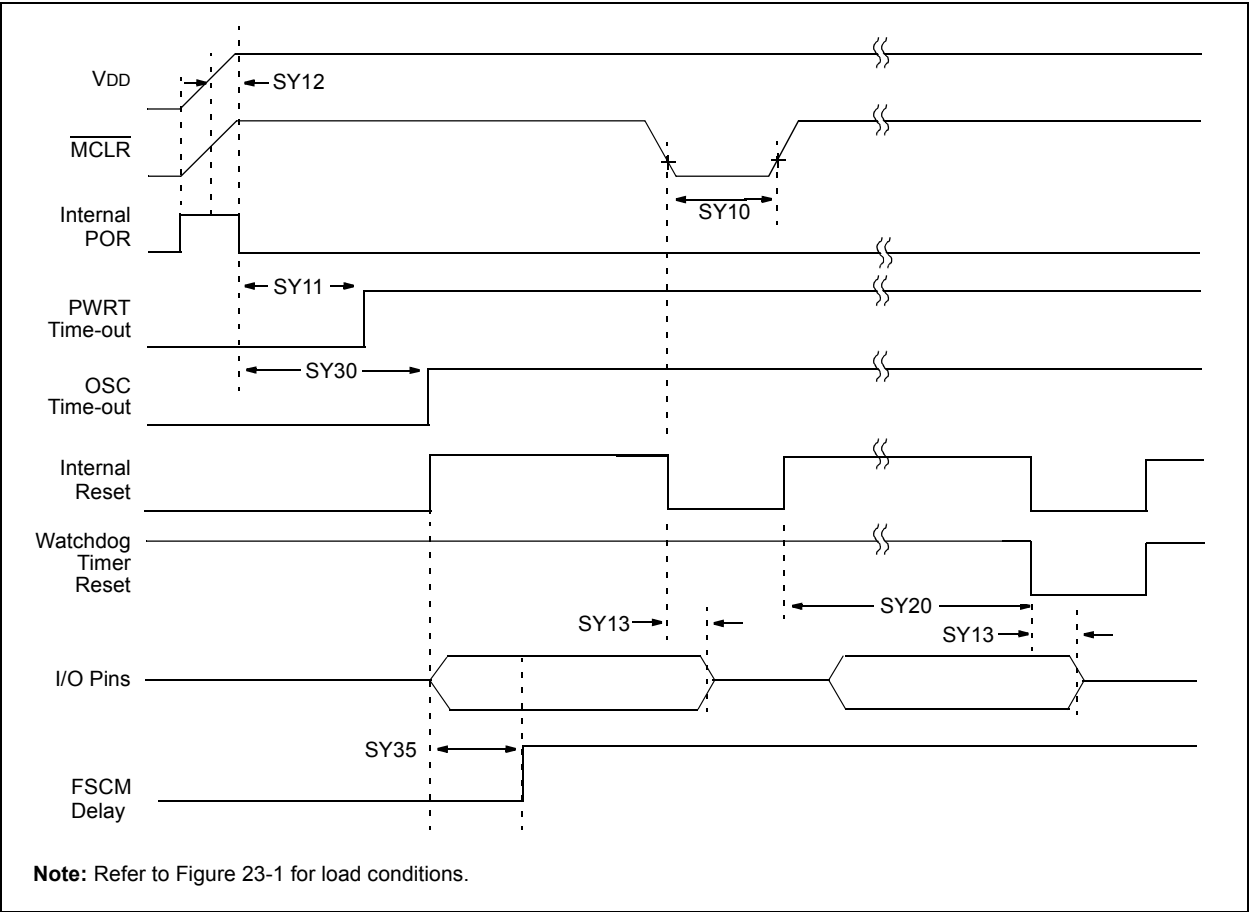 VDD
SY12
MCLR
SY10
Internal
POR
SY11
PWRT
Time-out
SY30
OSC
Time-out
Internal
Reset
Watchdog
Timer
Reset
SY20
SY13
SY13
I/O Pins
SY35
FSCM
Delay
Note: Refer to Figure 23-1 for load conditions.